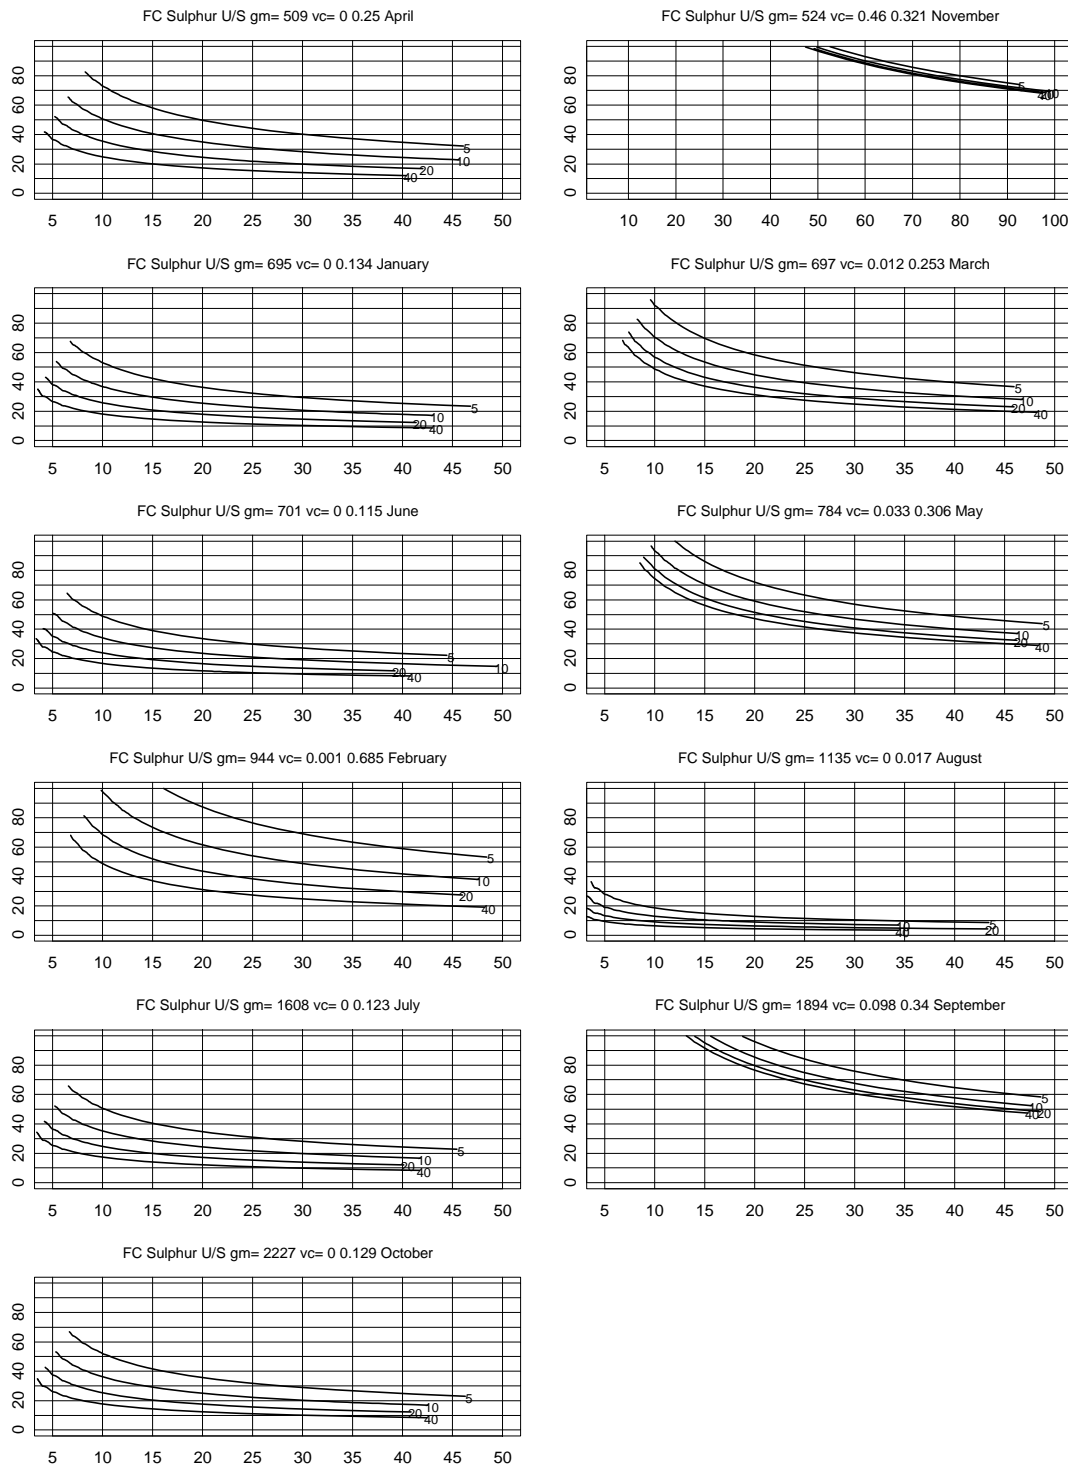 FC Sulphur U/S gm= 509 vc= 0 0.25 April
0 20 40 60 80
5 10 15 20 25 30 35 40 45 50
5
10
20
40
FC Sulphur U/S gm= 524 vc= 0.46 0.321 November
0 20 40 60 80
10 20 30 40 50 60 70 80 90 100
5
10
20
40
FC Sulphur U/S gm= 695 vc= 0 0.134 January
0 20 40 60 80
5 10 15 20 25 30 35 40 45 50
5
10
20
40
FC Sulphur U/S gm= 697 vc= 0.012 0.253 March
0 20 40 60 80
5 10 15 20 25 30 35 40 45 50
5
10
20
40
FC Sulphur U/S gm= 701 vc= 0 0.115 June
0 20 40 60 80
5 10 15 20 25 30 35 40 45 50
5
10
20
40
FC Sulphur U/S gm= 784 vc= 0.033 0.306 May
0 20 40 60 80
5 10 15 20 25 30 35 40 45 50
5
10
20
40
FC Sulphur U/S gm= 944 vc= 0.001 0.685 February
0 20 40 60 80
5 10 15 20 25 30 35 40 45 50
5
10
20
40
FC Sulphur U/S gm= 1135 vc= 0 0.017 August
0 20 40 60 80
5 10 15 20 25 30 35 40 45 50
5
10
20
40
FC Sulphur U/S gm= 1608 vc= 0 0.123 July
0 20 40 60 80
5 10 15 20 25 30 35 40 45 50
5
10
20
40
FC Sulphur U/S gm= 1894 vc= 0.098 0.34 September
0 20 40 60 80
5 10 15 20 25 30 35 40 45 50
5
10
20
40
FC Sulphur U/S gm= 2227 vc= 0 0.129 October
0 20 40 60 80
5 10 15 20 25 30 35 40 45 50
5
10
20
40